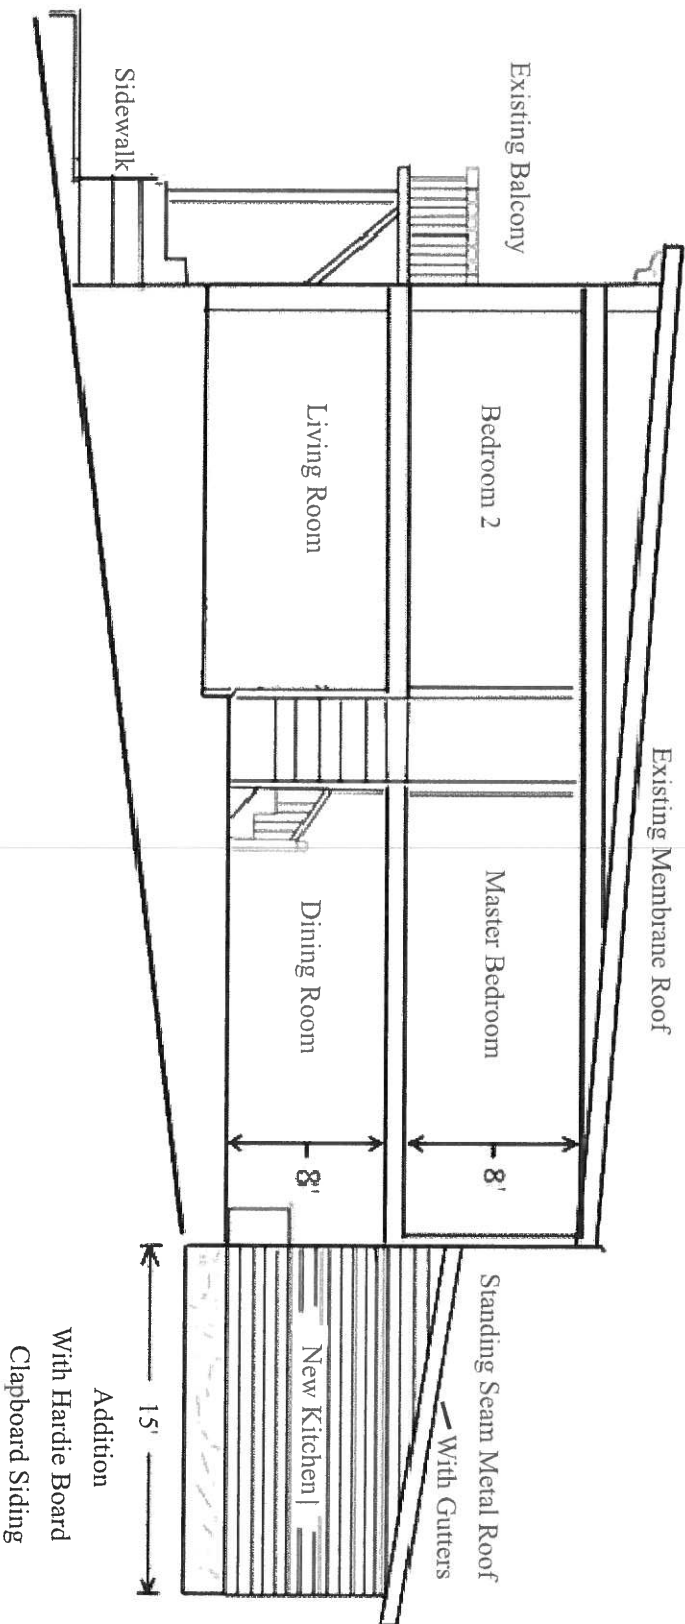 Existing Membrane Roof
Existing Balcony
Bedroom 2
Master Bedroom
8'
Standing Seam Metal Roof
With Gutters
Living Room
Dining Room
8'
New Kitchen
Sidewalk
15'
Addition
With Hardie Board
Clapboard Siding